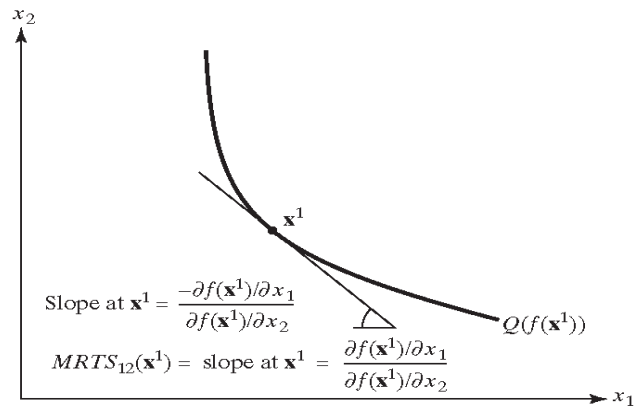 x₂
x¹
Slope at x¹ = −∂f(x¹)/∂x₁ / ∂f(x¹)/∂x₂
Q(f(x¹))
MRTS₁₂(x¹) = slope at x¹ = ∂f(x¹)/∂x₁ / ∂f(x¹)/∂x₂
x₁